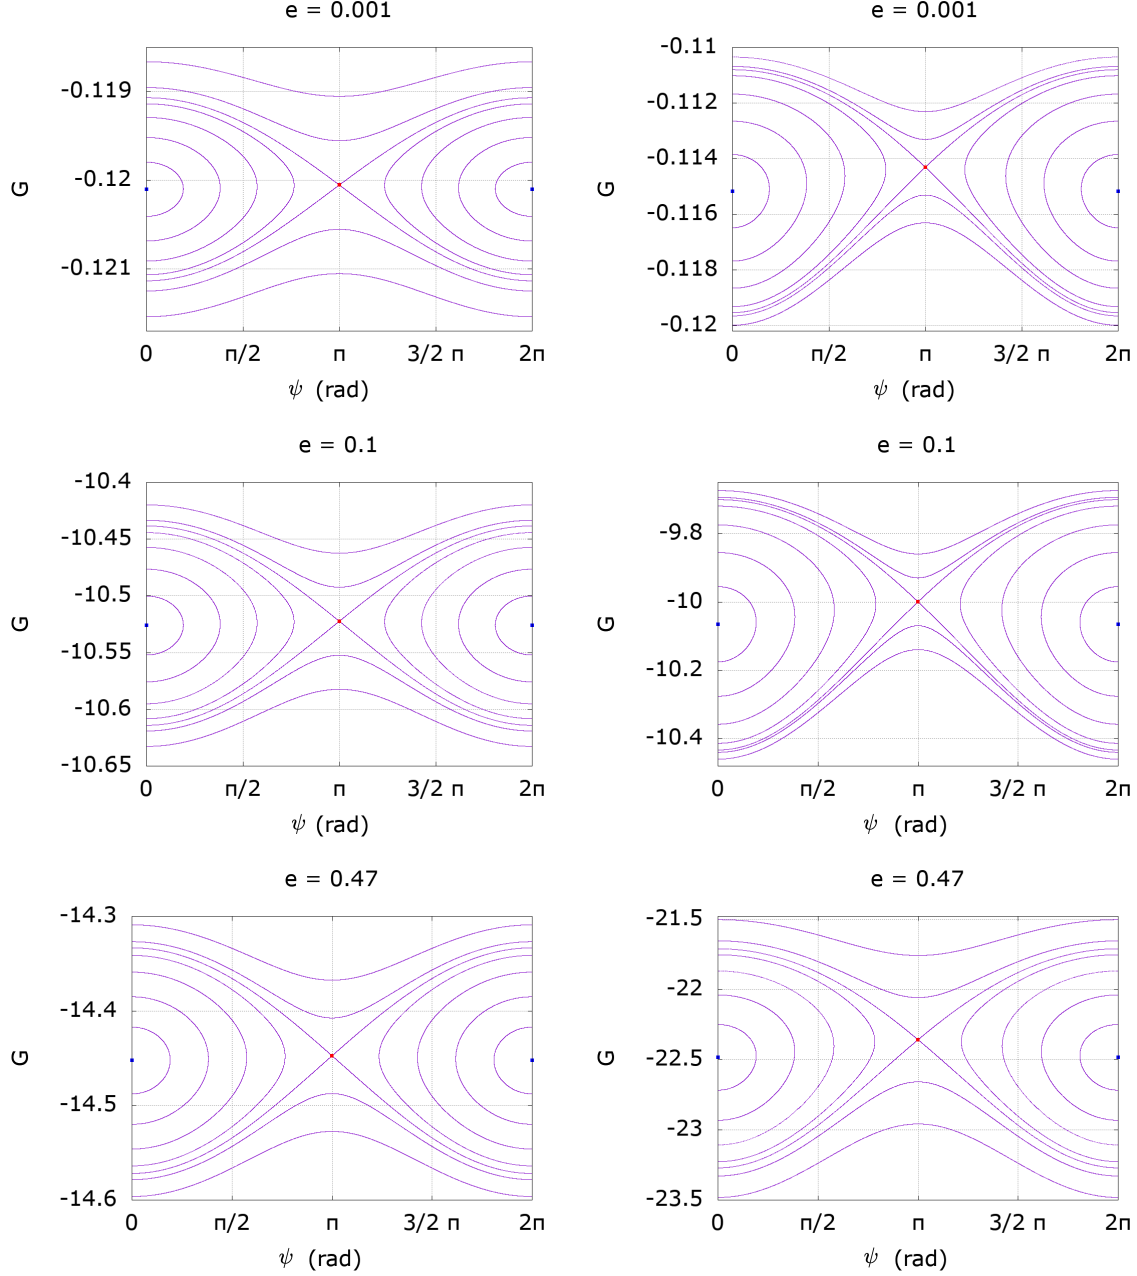 e = 0.001
-0.119
-0.12
-0.121
G
0 π/2 π 3/2 π 2π
ψ (rad)
e = 0.001
-0.11
-0.112
-0.114
-0.116
-0.118
-0.12
G
0 π/2 π 3/2 π 2π
ψ (rad)
e = 0.1
-10.4
-10.45
-10.5
-10.55
-10.6
-10.65
G
0 π/2 π 3/2 π 2π
ψ (rad)
e = 0.1
-9.8
-10
-10.2
-10.4
G
0 π/2 π 3/2 π 2π
ψ (rad)
e = 0.47
-14.3
-14.4
-14.5
-14.6
G
0 π/2 π 3/2 π 2π
ψ (rad)
e = 0.47
-21.5
-22
-22.5
-23
-23.5
G
0 π/2 π 3/2 π 2π
ψ (rad)